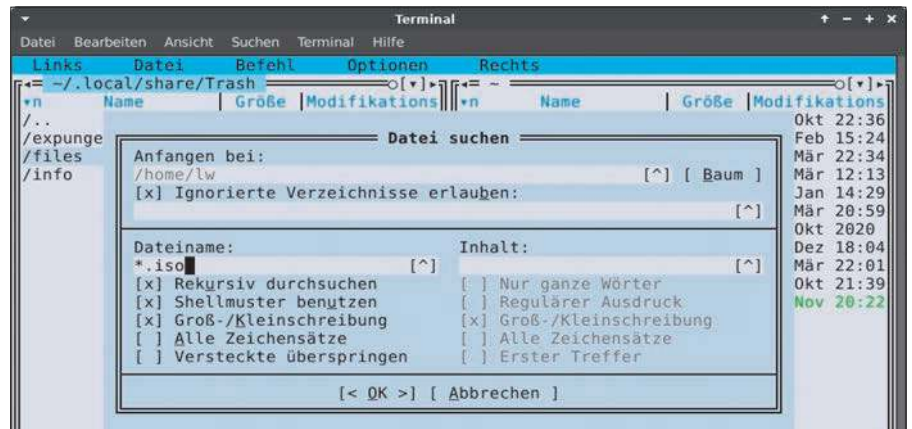 Terminal
Datei Bearbeiten Ansicht Suchen Terminal Hilfe
Links Datei Befehl Optionen Rechts
~/.local/share/Trash
~
▾n Name Größe Modifikations
▾n Name Größe Modifikations
/..
/expunge
/files
/info
Okt 22:36
Feb 15:24
Mär 22:34
Mär 12:13
Jan 14:29
Mär 20:59
Okt 2020
Dez 18:04
Mär 22:01
Okt 21:39
Nov 20:22
Datei suchen
Anfangen bei:
/home/lw [^] [ Baum ]
[x] Ignorierte Verzeichnisse erlauben:
[^]
Dateiname:
*.iso [^]
[x] Rekursiv durchsuchen
[x] Shellmuster benutzen
[x] Groß-/Kleinschreibung
[ ] Alle Zeichensätze
[ ] Versteckte überspringen
Inhalt:
[^]
[ ] Nur ganze Wörter
[ ] Regulärer Ausdruck
[x] Groß-/Kleinschreibung
[ ] Alle Zeichensätze
[ ] Erster Treffer
[< OK >] [ Abbrechen ]